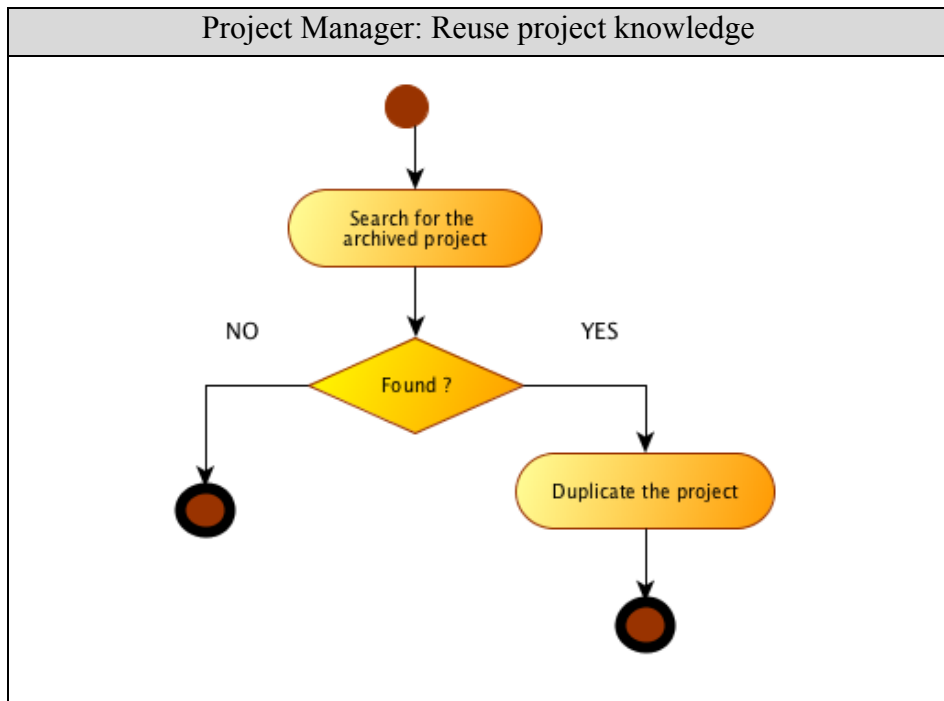 Project Manager: Reuse project knowledge
Search for the
archived project
NO
YES
Found ?
Duplicate the project